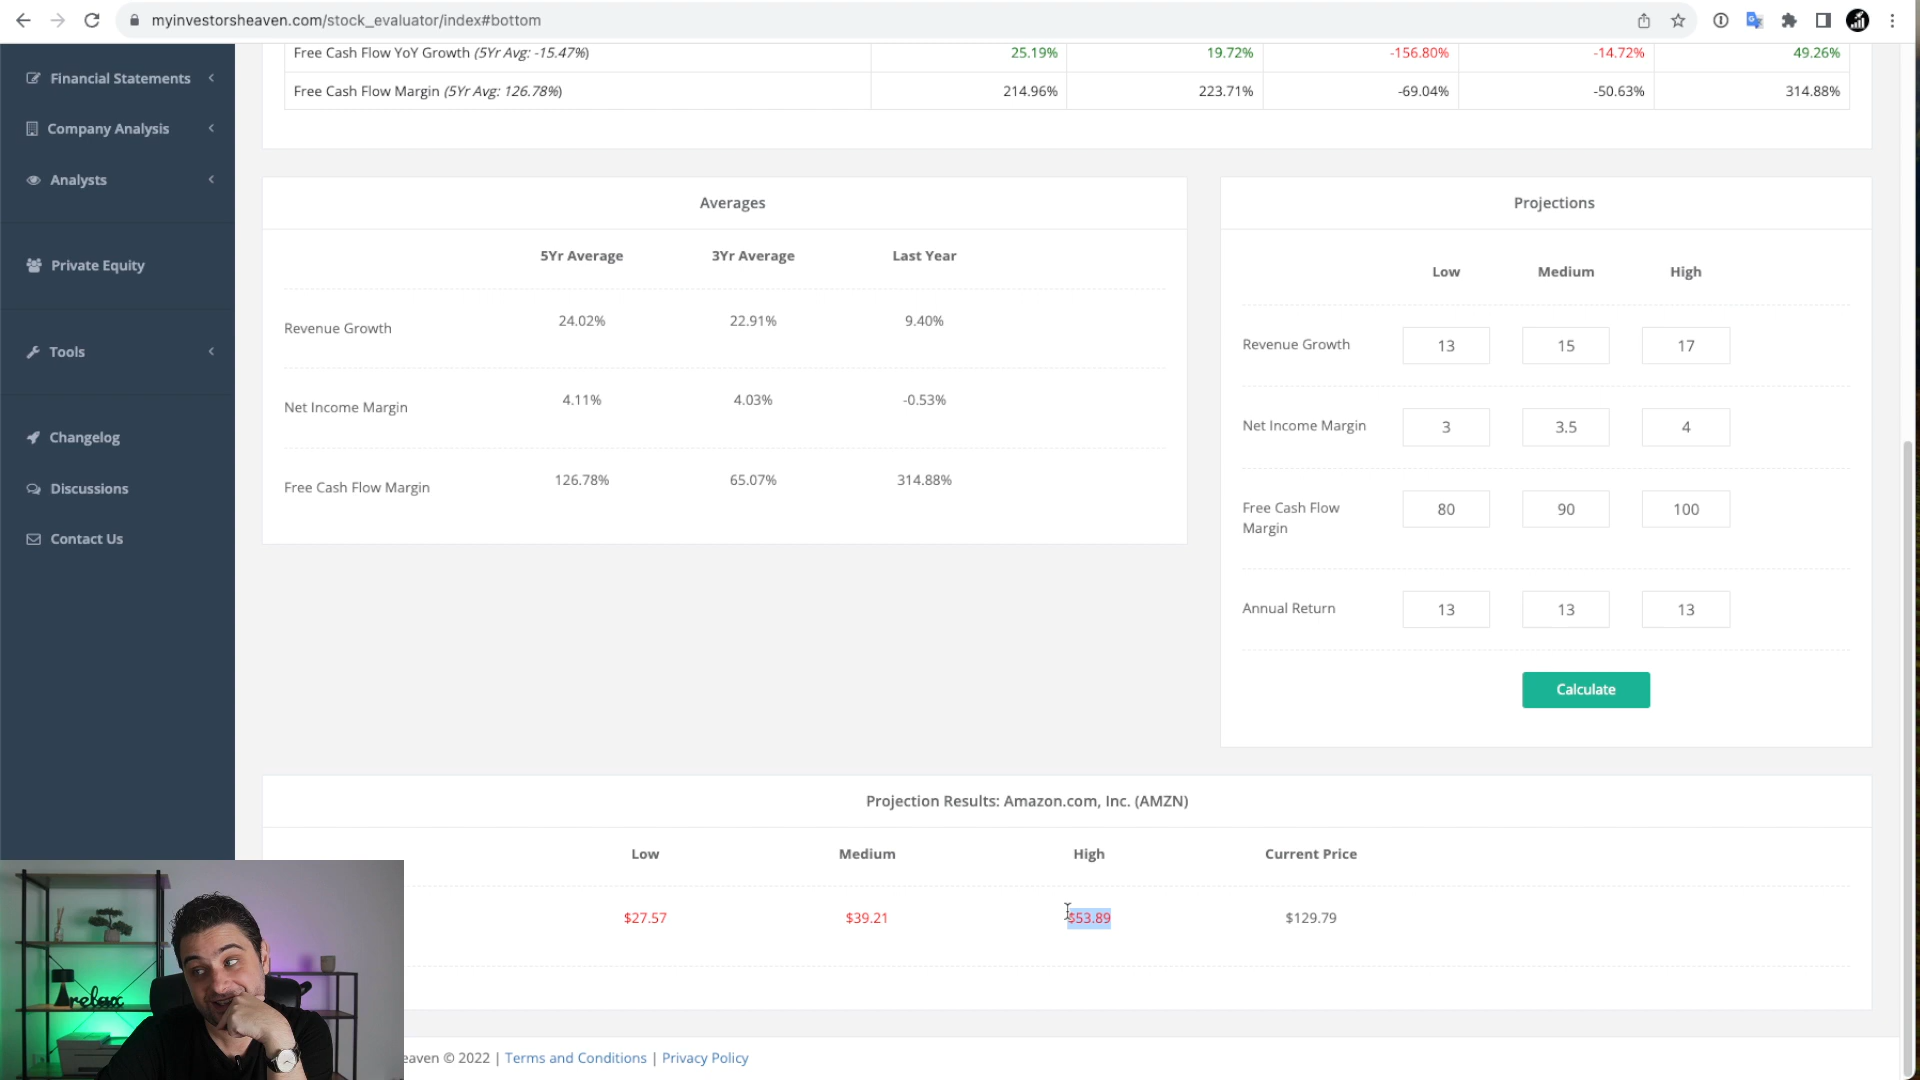 myinvestorsheaven.com/stock_evaluator/index#bottom
Financial Statements
Company Analysis
Analysts
Private Equity
Tools
Changelog
Discussions
Contact Us
Free Cash Flow YoY Growth (5Yr Avg: -15.47%) 25.19% 19.72% -156.80% -14.72% 49.26%
Free Cash Flow Margin (5Yr Avg: 126.78%) 214.96% 223.71% -69.04% -50.63% 314.88%
Averages
5Yr Average 3Yr Average Last Year
Revenue Growth 24.02% 22.91% 9.40%
Net Income Margin 4.11% 4.03% -0.53%
Free Cash Flow Margin 126.78% 65.07% 314.88%
Projections
Low Medium High
Revenue Growth 13 15 17
Net Income Margin 3 3.5 4
Free Cash Flow
Margin 80 90 100
Annual Return 13 13 13
Calculate
Projection Results: Amazon.com, Inc. (AMZN)
Low Medium High Current Price
$27.57 $39.21 $53.89 $129.79
relax
eaven © 2022 | Terms and Conditions | Privacy Policy